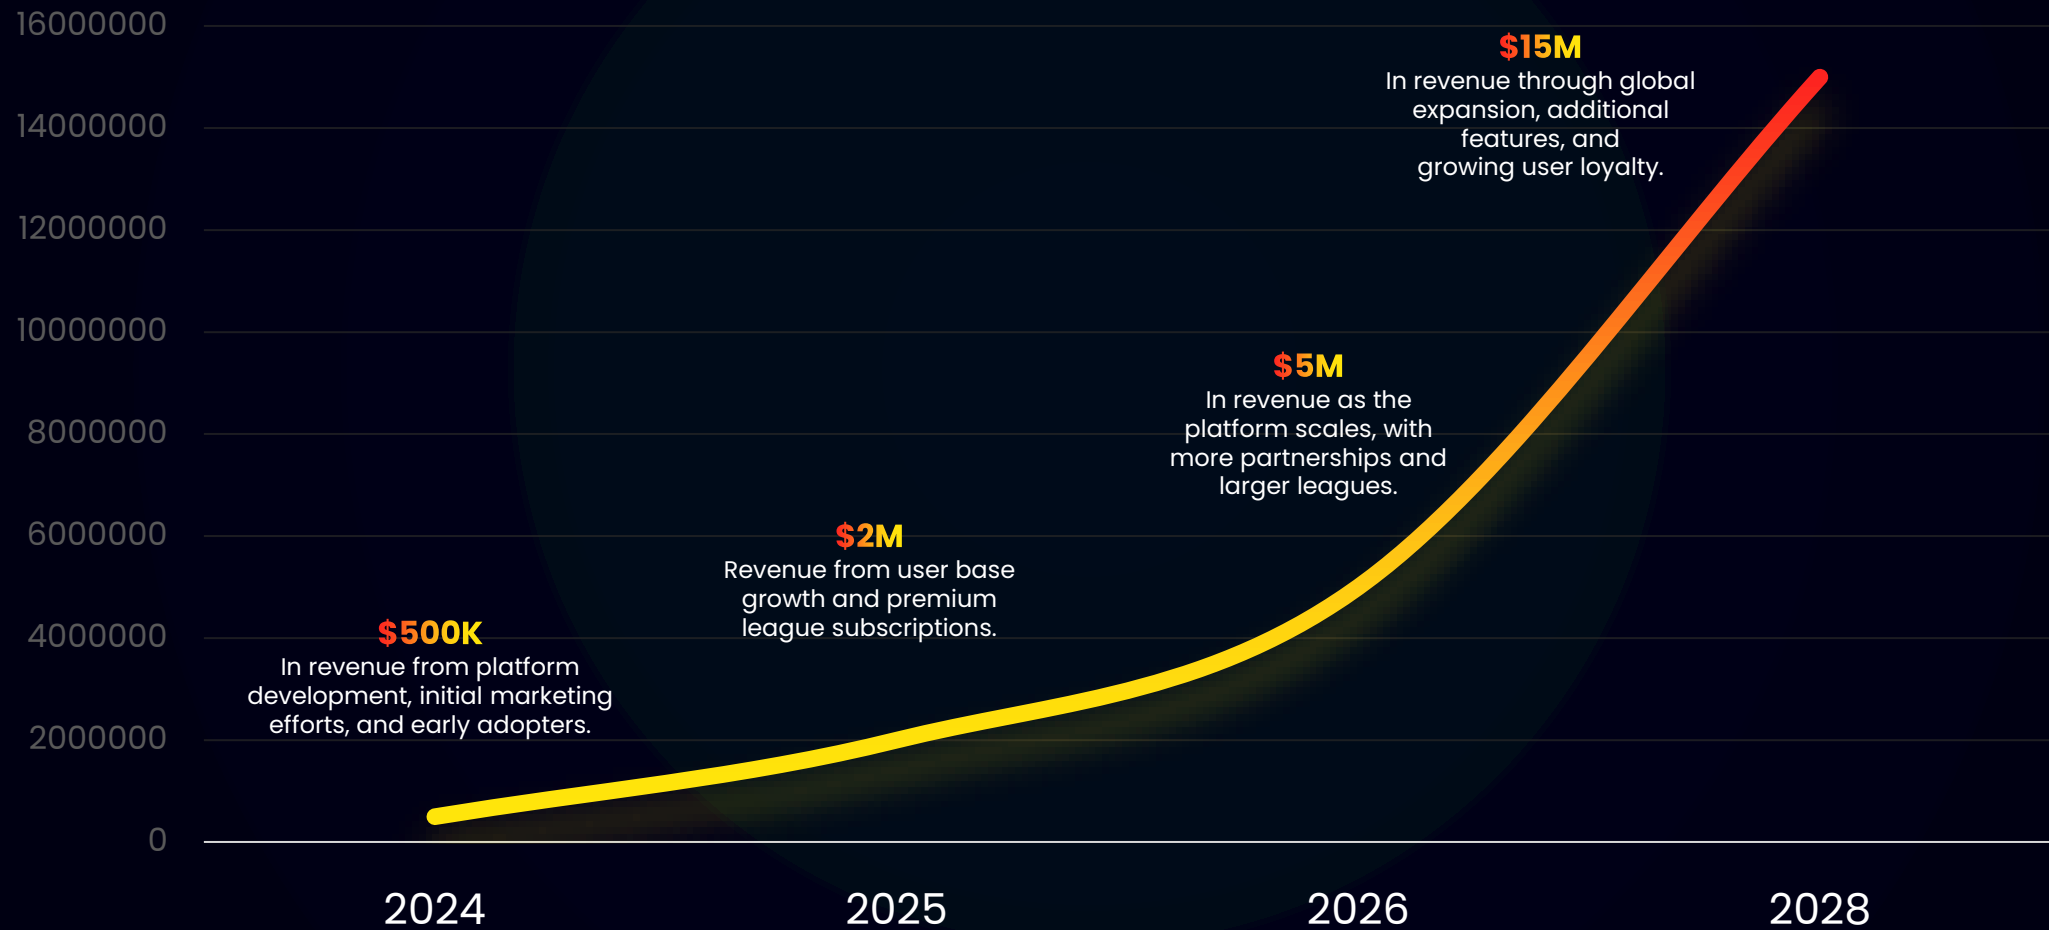 16000000
14000000
12000000
10000000
8000000
6000000
4000000
2000000
0
$500K
In revenue from platform
development, initial marketing
efforts, and early adopters.
$2M
Revenue from user base
growth and premium
league subscriptions.
$5M
In revenue as the
platform scales, with
more partnerships and
larger leagues.
$15M
In revenue through global
expansion, additional
features, and
growing user loyalty.
2024
2025
2026
2028